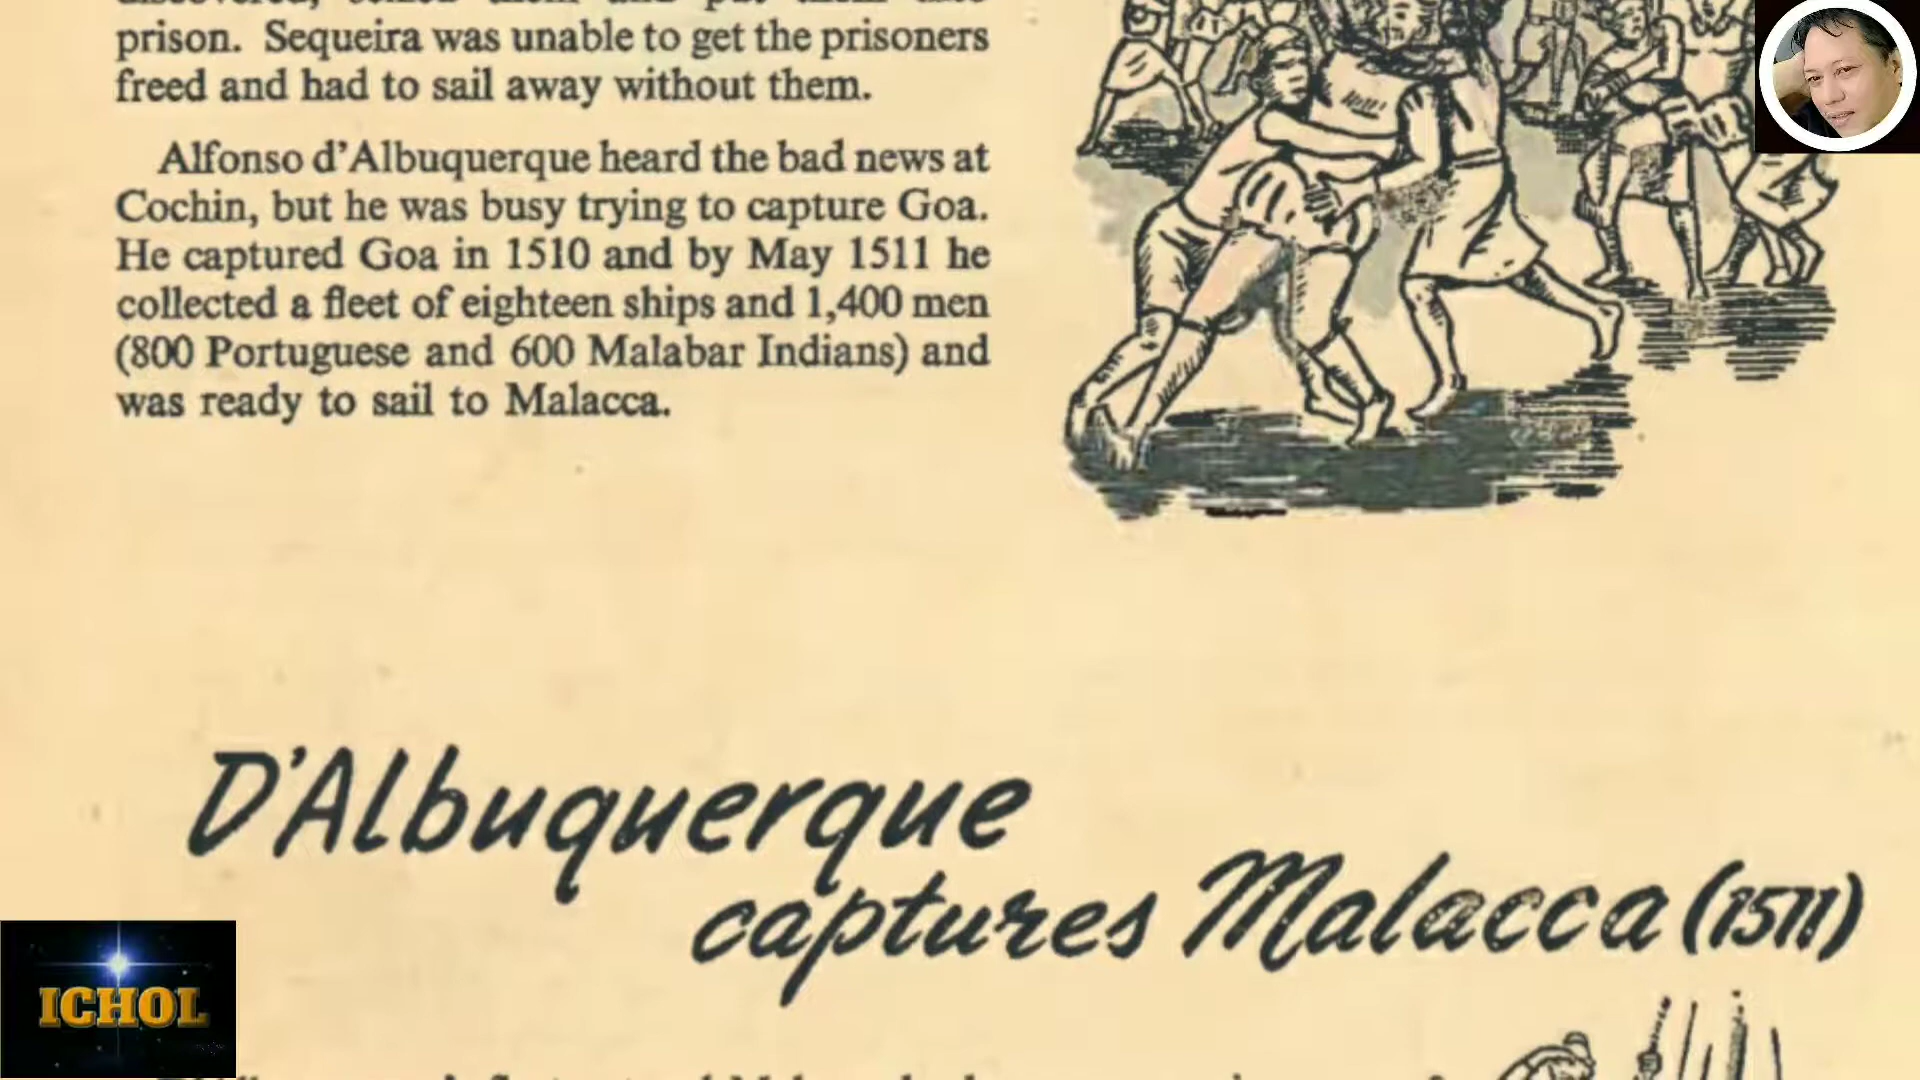 prison. Sequeira was unable to get the prisoners
freed and had to sail away without them.
Alfonso d'Albuquerque heard the bad news at
Cochin, but he was busy trying to capture Goa.
He captured Goa in 1510 and by May 1511 he
collected a fleet of eighteen ships and 1,400 men
(800 Portuguese and 600 Malabar Indians) and
was ready to sail to Malacca.
D'Albuquerque
captures Malacca (1511)
ICHOL